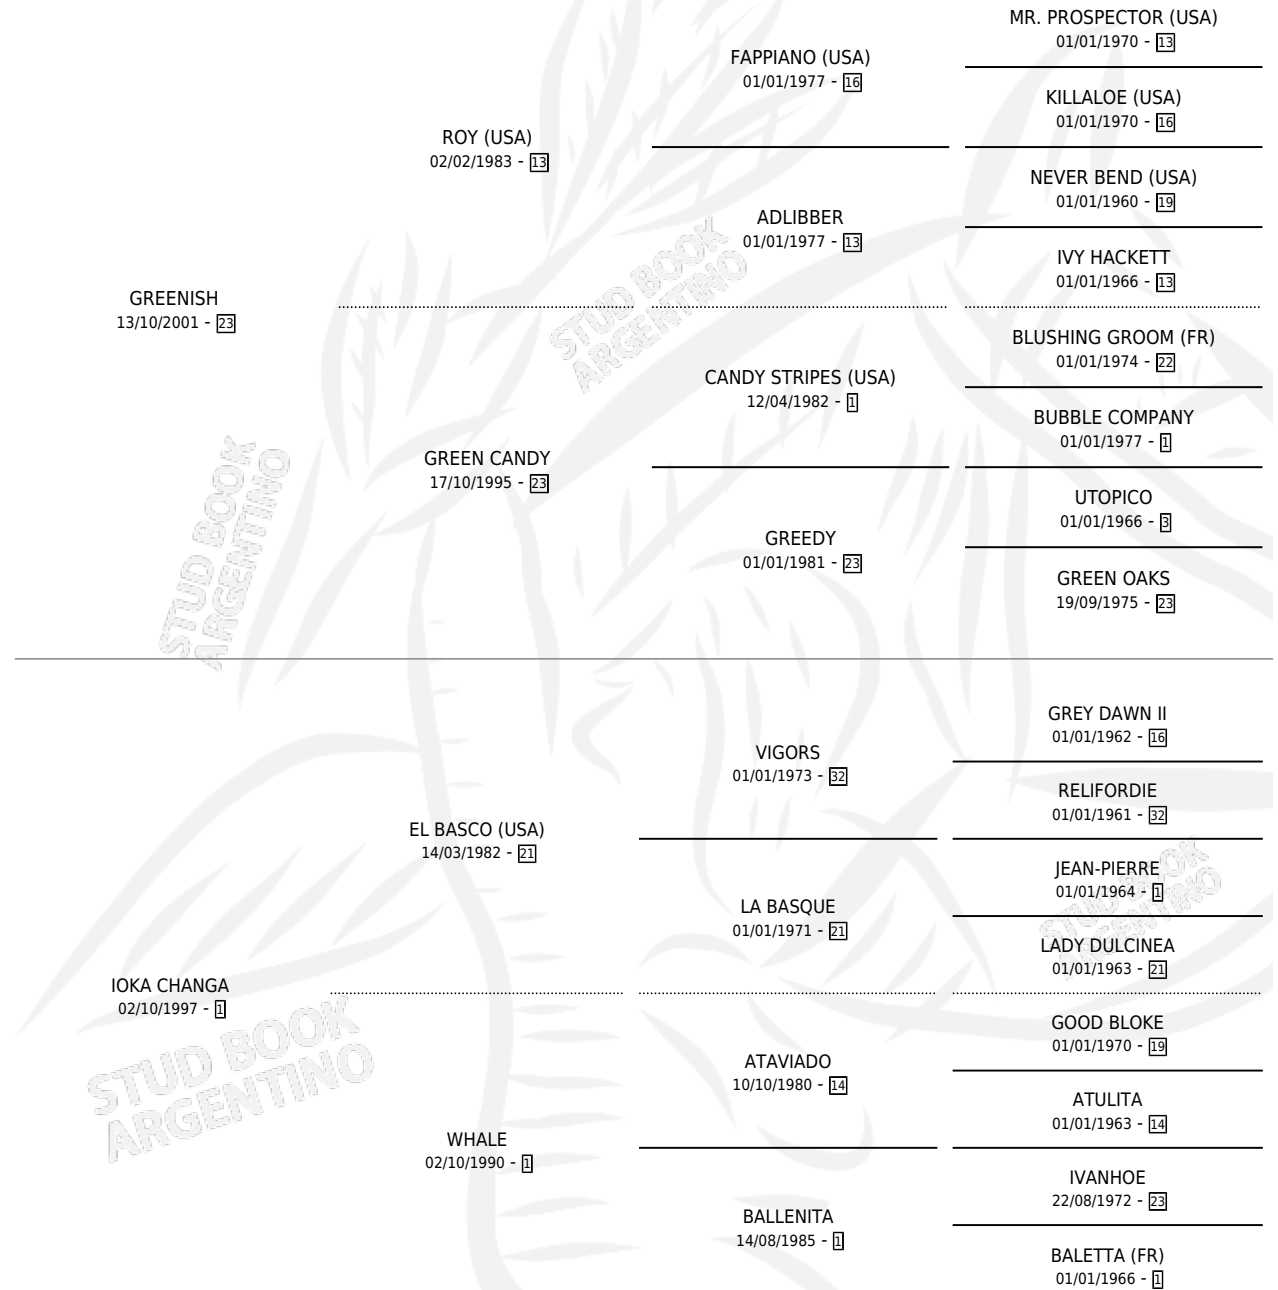 MR. PROSPECTOR (USA)
01/01/1970 - 13
FAPPIANO (USA)
01/01/1977 - 16
KILLALOE (USA)
01/01/1970 - 16
ROY (USA)
02/02/1983 - 13
NEVER BEND (USA)
01/01/1960 - 19
ADLIBBER
01/01/1977 - 13
IVY HACKETT
01/01/1966 - 13
GREENISH
13/10/2001 - 23
STUD BOOK
ARGENTINO
BLUSHING GROOM (FR)
01/01/1974 - 22
CANDY STRIPES (USA)
12/04/1982 - 1
BUBBLE COMPANY
01/01/1977 - 1
GREEN CANDY
17/10/1995 - 23
UTOPICO
01/01/1966 - 3
GREEDY
01/01/1981 - 23
GREEN OAKS
19/09/1975 - 23
STUD BOOK
ARGENTINO
GREY DAWN II
01/01/1962 - 16
VIGORS
01/01/1973 - 32
RELIFORDIE
01/01/1961 - 32
EL BASCO (USA)
14/03/1982 - 21
JEAN-PIERRE
01/01/1964 - 1
STUD BOOK
ARGENTINO
LA BASQUE
01/01/1971 - 21
LADY DULCINEA
01/01/1963 - 21
IOKA CHANGA
02/10/1997 - 1
STUD BOOK
ARGENTINO
GOOD BLOKE
01/01/1970 - 19
ATAVIADO
10/10/1980 - 14
ATULITA
01/01/1963 - 14
WHALE
02/10/1990 - 1
IVANHOE
22/08/1972 - 23
BALLENITA
14/08/1985 - 1
BALETTA (FR)
01/01/1966 - 1